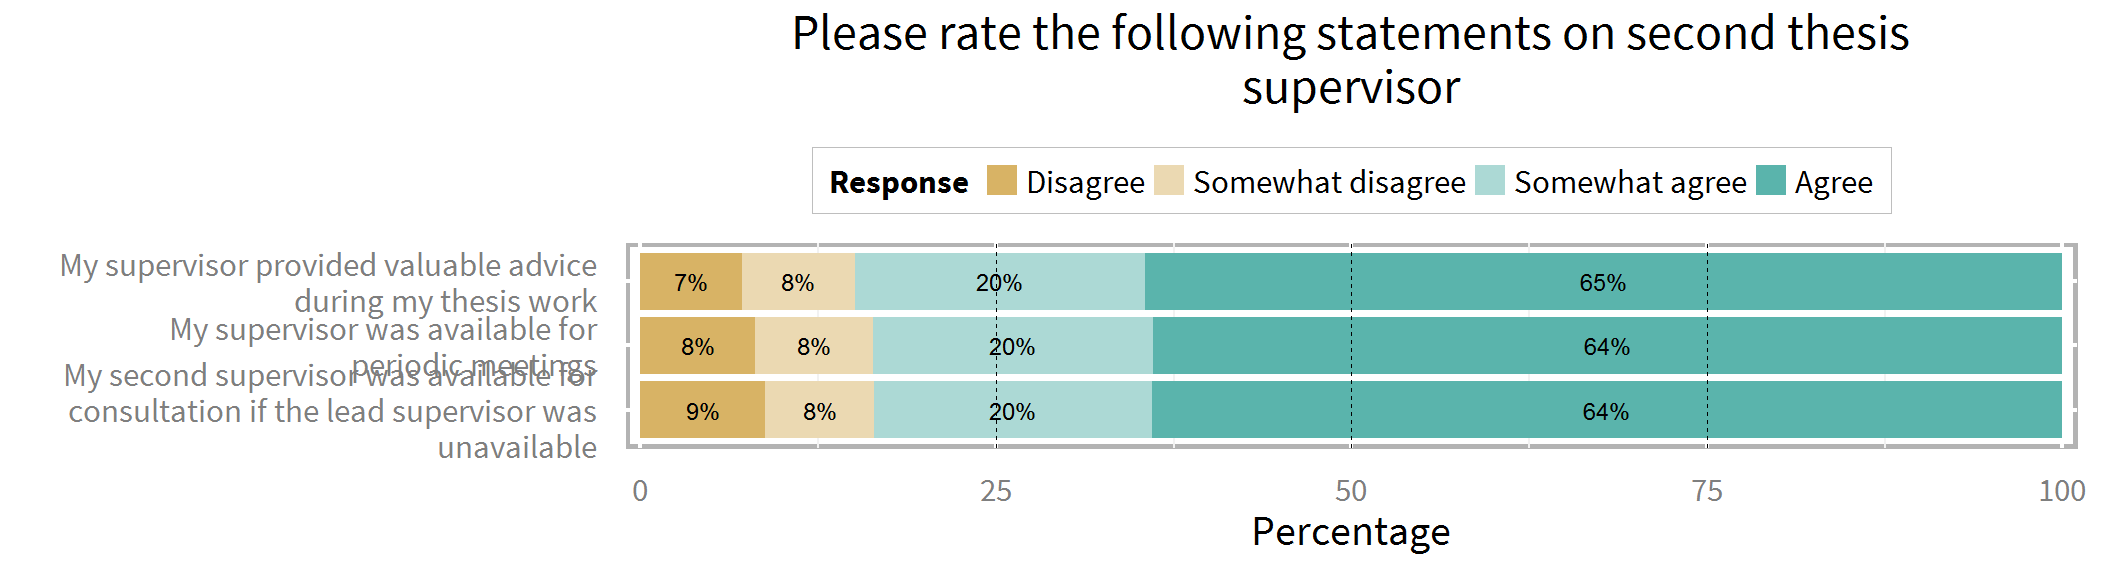 Please rate the following statements on second thesis
supervisor
Response Disagree Somewhat disagree Somewhat agree Agree
My supervisor provided valuable advice
during my thesis work
7% 8% 20% 65%
My supervisor was available for
periodic meetings
8% 8% 20% 64%
My second supervisor was available for
consultation if the lead supervisor was
unavailable
9% 8% 20% 64%
0 25 50 75 100
Percentage